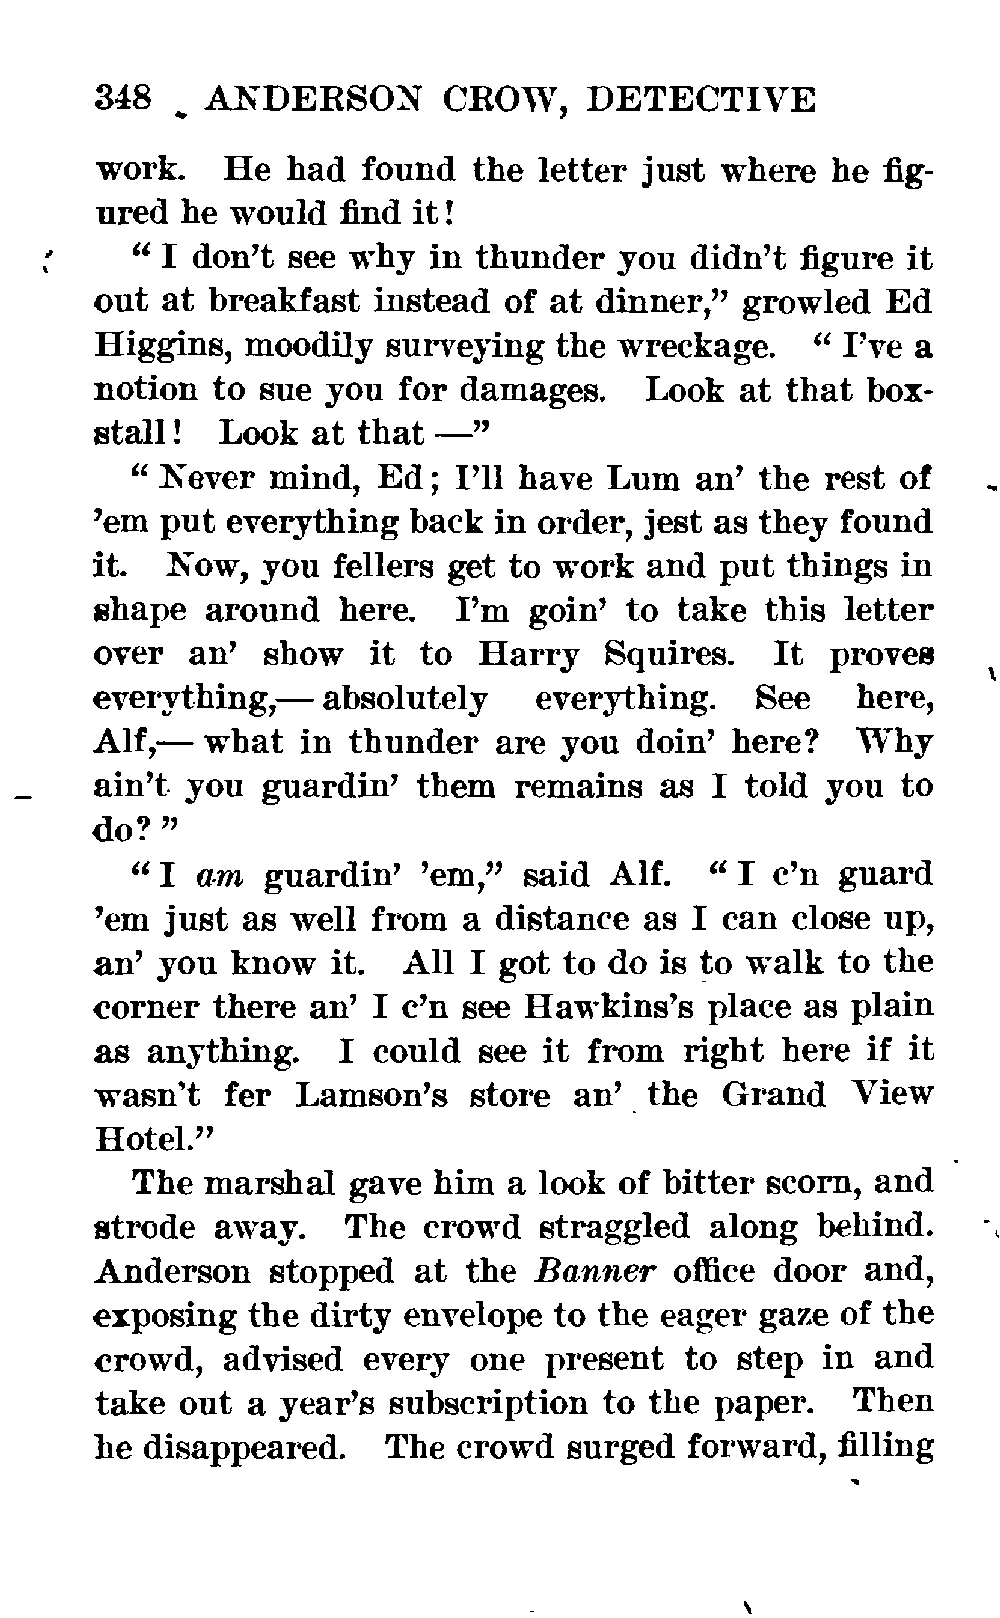 348 ANDERSON CROW, DETECTIVE
work. He had found the letter just where he fig-
ured he would find it!
“ I don’t see why in thunder you didn’t figure it
out at breakfast instead of at dinner,” growled Ed
Higgins, moodily surveying the wreckage. “ I’ve a
notion to sue you for damages. Look at that box-
stall! Look at that —”
“ Never mind, Ed; I’ll have Lum an’ the rest of
’em put everything back in order, jest as they found
it. Now, you fellers get to work and put things in
shape around here. I’m goin’ to take this letter
over an’ show it to Harry Squires. It proves
everything,— absolutely everything. See here,
Alf,— what in thunder are you doin’ here? Why
ain’t you guardin’ them remains as I told you to
do? ”
“ I am guardin’ ’em,” said Alf. “ I c’n guard
’em just as well from a distance as I can close up,
an’ you know it. All I got to do is to walk to the
corner there an’ I c’n see Hawkins’s place as plain
as anything. I could see it from right here if it
wasn’t fer Lamson’s store an’ the Grand View
Hotel.”
The marshal gave him a look of bitter scorn, and
strode away. The crowd straggled along behind.
Anderson stopped at the Banner office door and,
exposing the dirty envelope to the eager gaze of the
crowd, advised every one present to step in and
take out a year’s subscription to the paper. Then
he disappeared. The crowd surged forward, filling